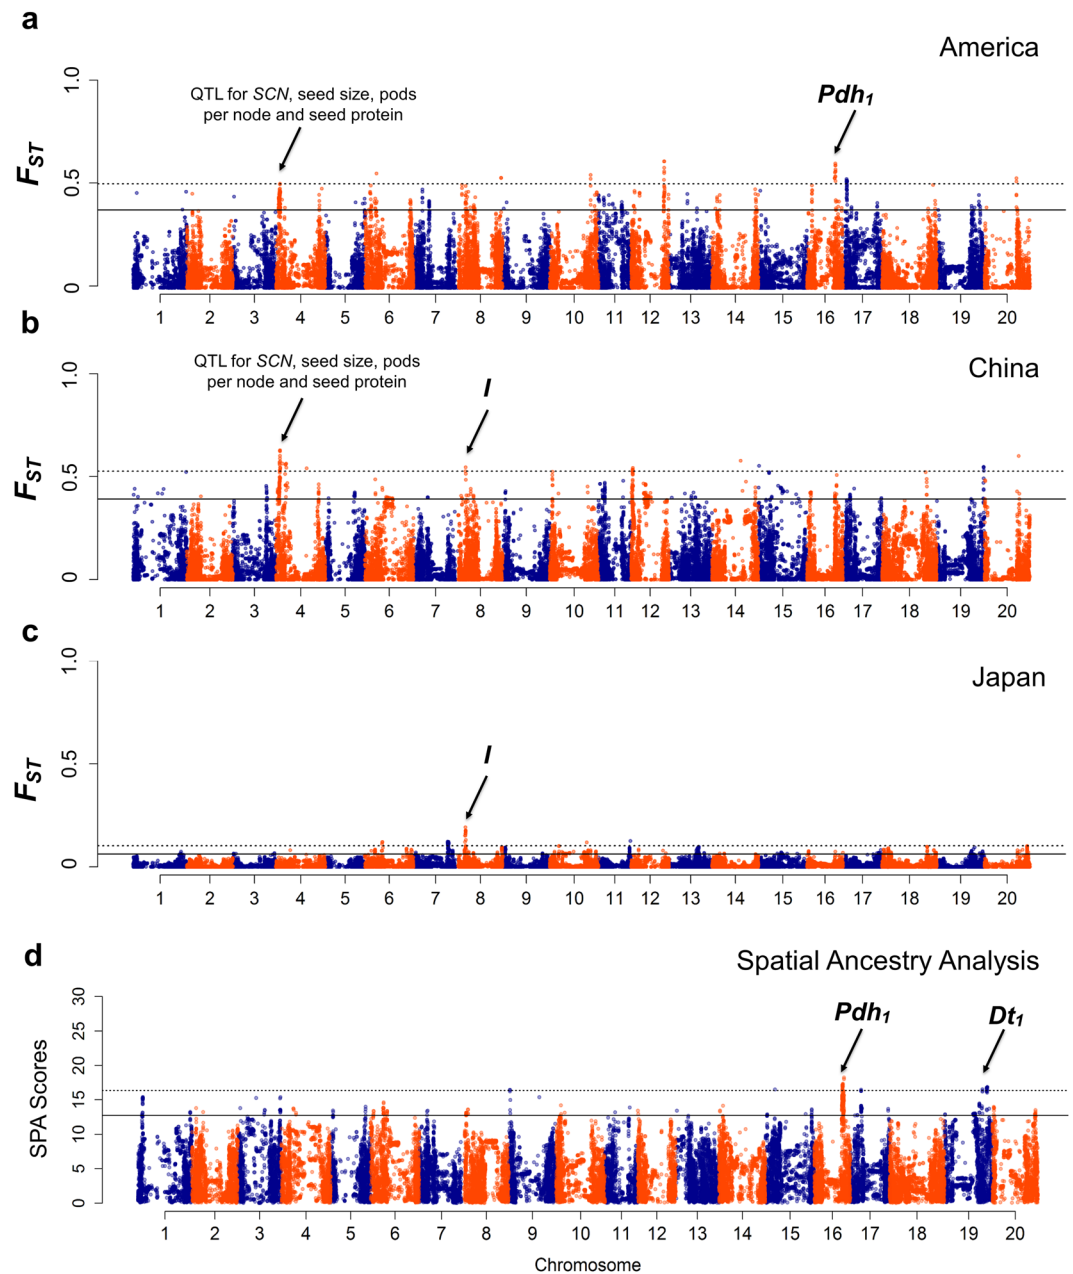 a
America
QTL for SCN, seed size, pods
per node and seed protein
Pdh1
FST
1.0
0.5
0
1 2 3 4 5 6 7 8 9 10 11 12 13 14 15 16 17 18 19 20
b
China
QTL for SCN, seed size, pods
per node and seed protein
I
FST
1.0
0.5
0
1 2 3 4 5 6 7 8 9 10 11 12 13 14 15 16 17 18 19 20
c
Japan
I
FST
1.0
0.5
0
1 2 3 4 5 6 7 8 9 10 11 12 13 14 15 16 17 18 19 20
d
Spatial Ancestry Analysis
Pdh1
Dt1
SPA Scores
30
25
20
15
10
5
0
1 2 3 4 5 6 7 8 9 10 11 12 13 14 15 16 17 18 19 20
Chromosome